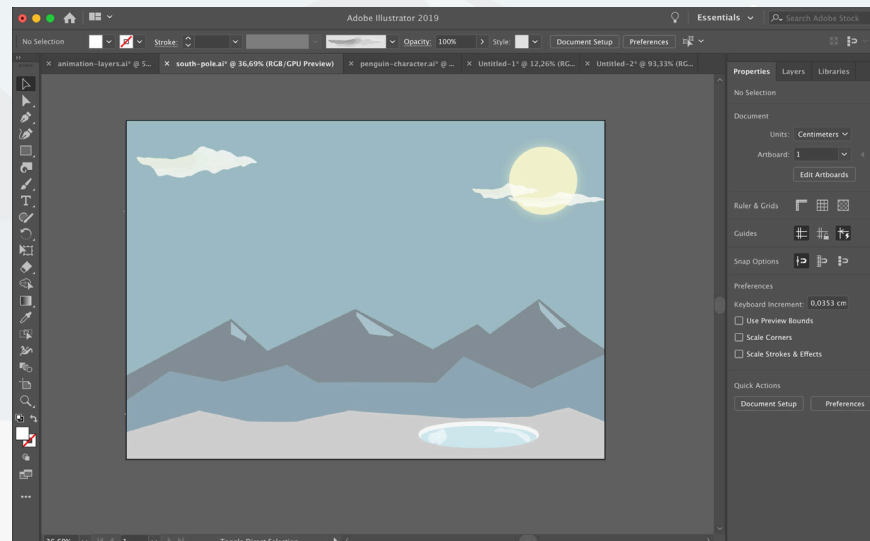 Adobe Illustrator 2019
Essentials
Search Adobe Stock
No Selection Stroke: Opacity: 100% Style: Document Setup Preferences
× animation-layers.ai* @ 5... × south-pole.ai* @ 36,69% (RGB/GPU Preview) × penguin-character.ai* @ ... × Untitled-1* @ 12,26% (RG... × Untitled-2* @ 93,33% (RG...
Properties Layers Libraries
No Selection
Document
Units: Centimeters
Artboard: 1
Edit Artboards
Ruler & Grids
Guides
Snap Options
Preferences
Keyboard Increment: 0,0353 cm
Use Preview Bounds
Scale Corners
Scale Strokes & Effects
Quick Actions
Document Setup Preferences
36,69% 1 Toggle Direct Selection